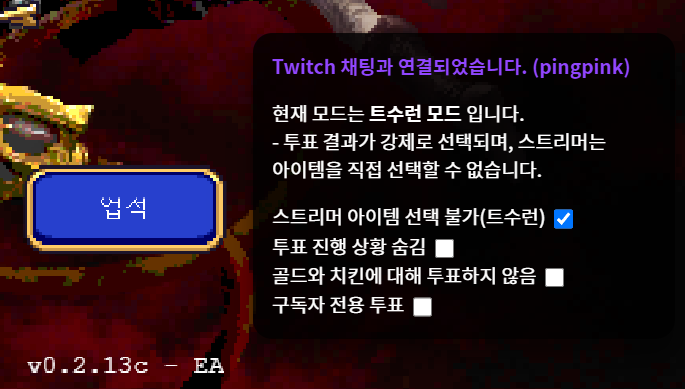 Twitch 채팅과 연결되었습니다. (pingpink)
현재 모드는 트수런 모드 입니다.
- 투표 결과가 강제로 선택되며, 스트리머는
아이템을 직접 선택할 수 없습니다.
스트리머 아이템 선택 불가(트수런)
투표 진행 상황 숨김
골드와 치킨에 대해 투표하지 않음
구독자 전용 투표
업적
v0.2.13c - EA